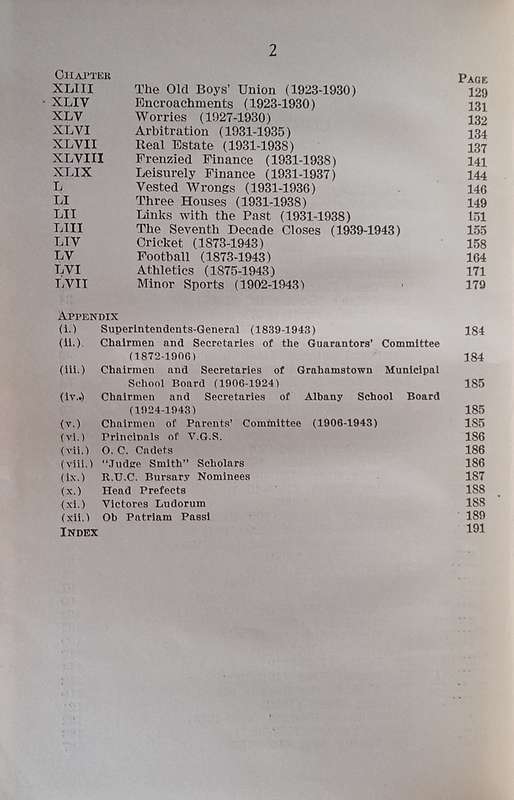 2
CHAPTER PAGE
XLIII The Old Boys' Union (1923-1930) 129
XLIV Encroachments (1923-1930) 131
XLV Worries (1927-1930) 132
XLVI Arbitration (1931-1935) 134
XLVII Real Estate (1931-1938) 137
XLVIII Frenzied Finance (1931-1938) 141
XLIX Leisurely Finance (1931-1937) 144
L Vested Wrongs (1931-1936) 146
LI Three Houses (1931-1938) 149
LII Links with the Past (1931-1938) 151
LIII The Seventh Decade Closes (1939-1943) 155
LIV Cricket (1873-1943) 158
LV Football (1873-1943) 164
LVI Athletics (1875-1943) 171
LVII Minor Sports (1902-1943) 179
APPENDIX
(i.) Superintendents-General (1839-1943) 184
(ii.) Chairmen and Secretaries of the Guarantors' Committee
(1872-1906) 184
(iii.) Chairmen and Secretaries of Grahamstown Municipal
School Board (1906-1924) 185
(iv.) Chairmen and Secretaries of Albany School Board
(1924-1943) 185
(v.) Chairmen of Parents' Committee (1906-1943) 185
(vi.) Principals of V.G.S. 186
(vii.) O. C. Cadets 186
(viii.) "Judge Smith" Scholars 186
(ix.) R.U.C. Bursary Nominees 187
(x.) Head Prefects 188
(xi.) Victores Ludorum 188
(xii.) Ob Patriam Passi 189
INDEX 191